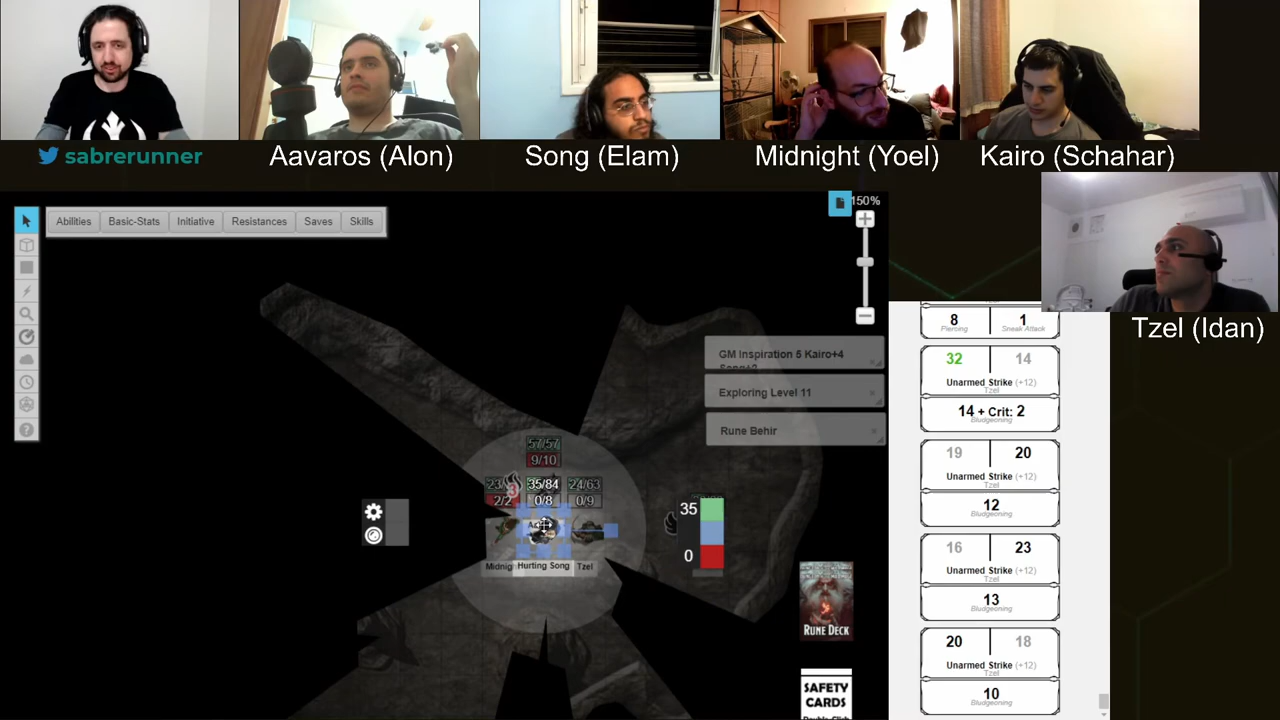 sabrerunner
Aavaros (Alon)
Song (Elam)
Midnight (Yoel)
Kairo (Schahar)
Tzel (Idan)
Abilities
Basic-Stats
Initiative
Resistances
Saves
Skills
150%
GM Inspiration 5 Kairo+4
Exploring Level 11
Rune Behir
57/57
9/10
35/84
24/63
2/2
0/8
0/9
Hurting Song
Tzel
35
0
RUNE DECK
SAFETY
CARDS
8
Piercing
1
Sneak Attack
32
14
Unarmed Strike (+12)
Tzel
14 + Crit: 2
Bludgeoning
19
20
Unarmed Strike (+12)
Tzel
12
Bludgeoning
16
23
Unarmed Strike (+12)
Tzel
13
Bludgeoning
20
18
Unarmed Strike (+12)
Tzel
10
Bludgeoning